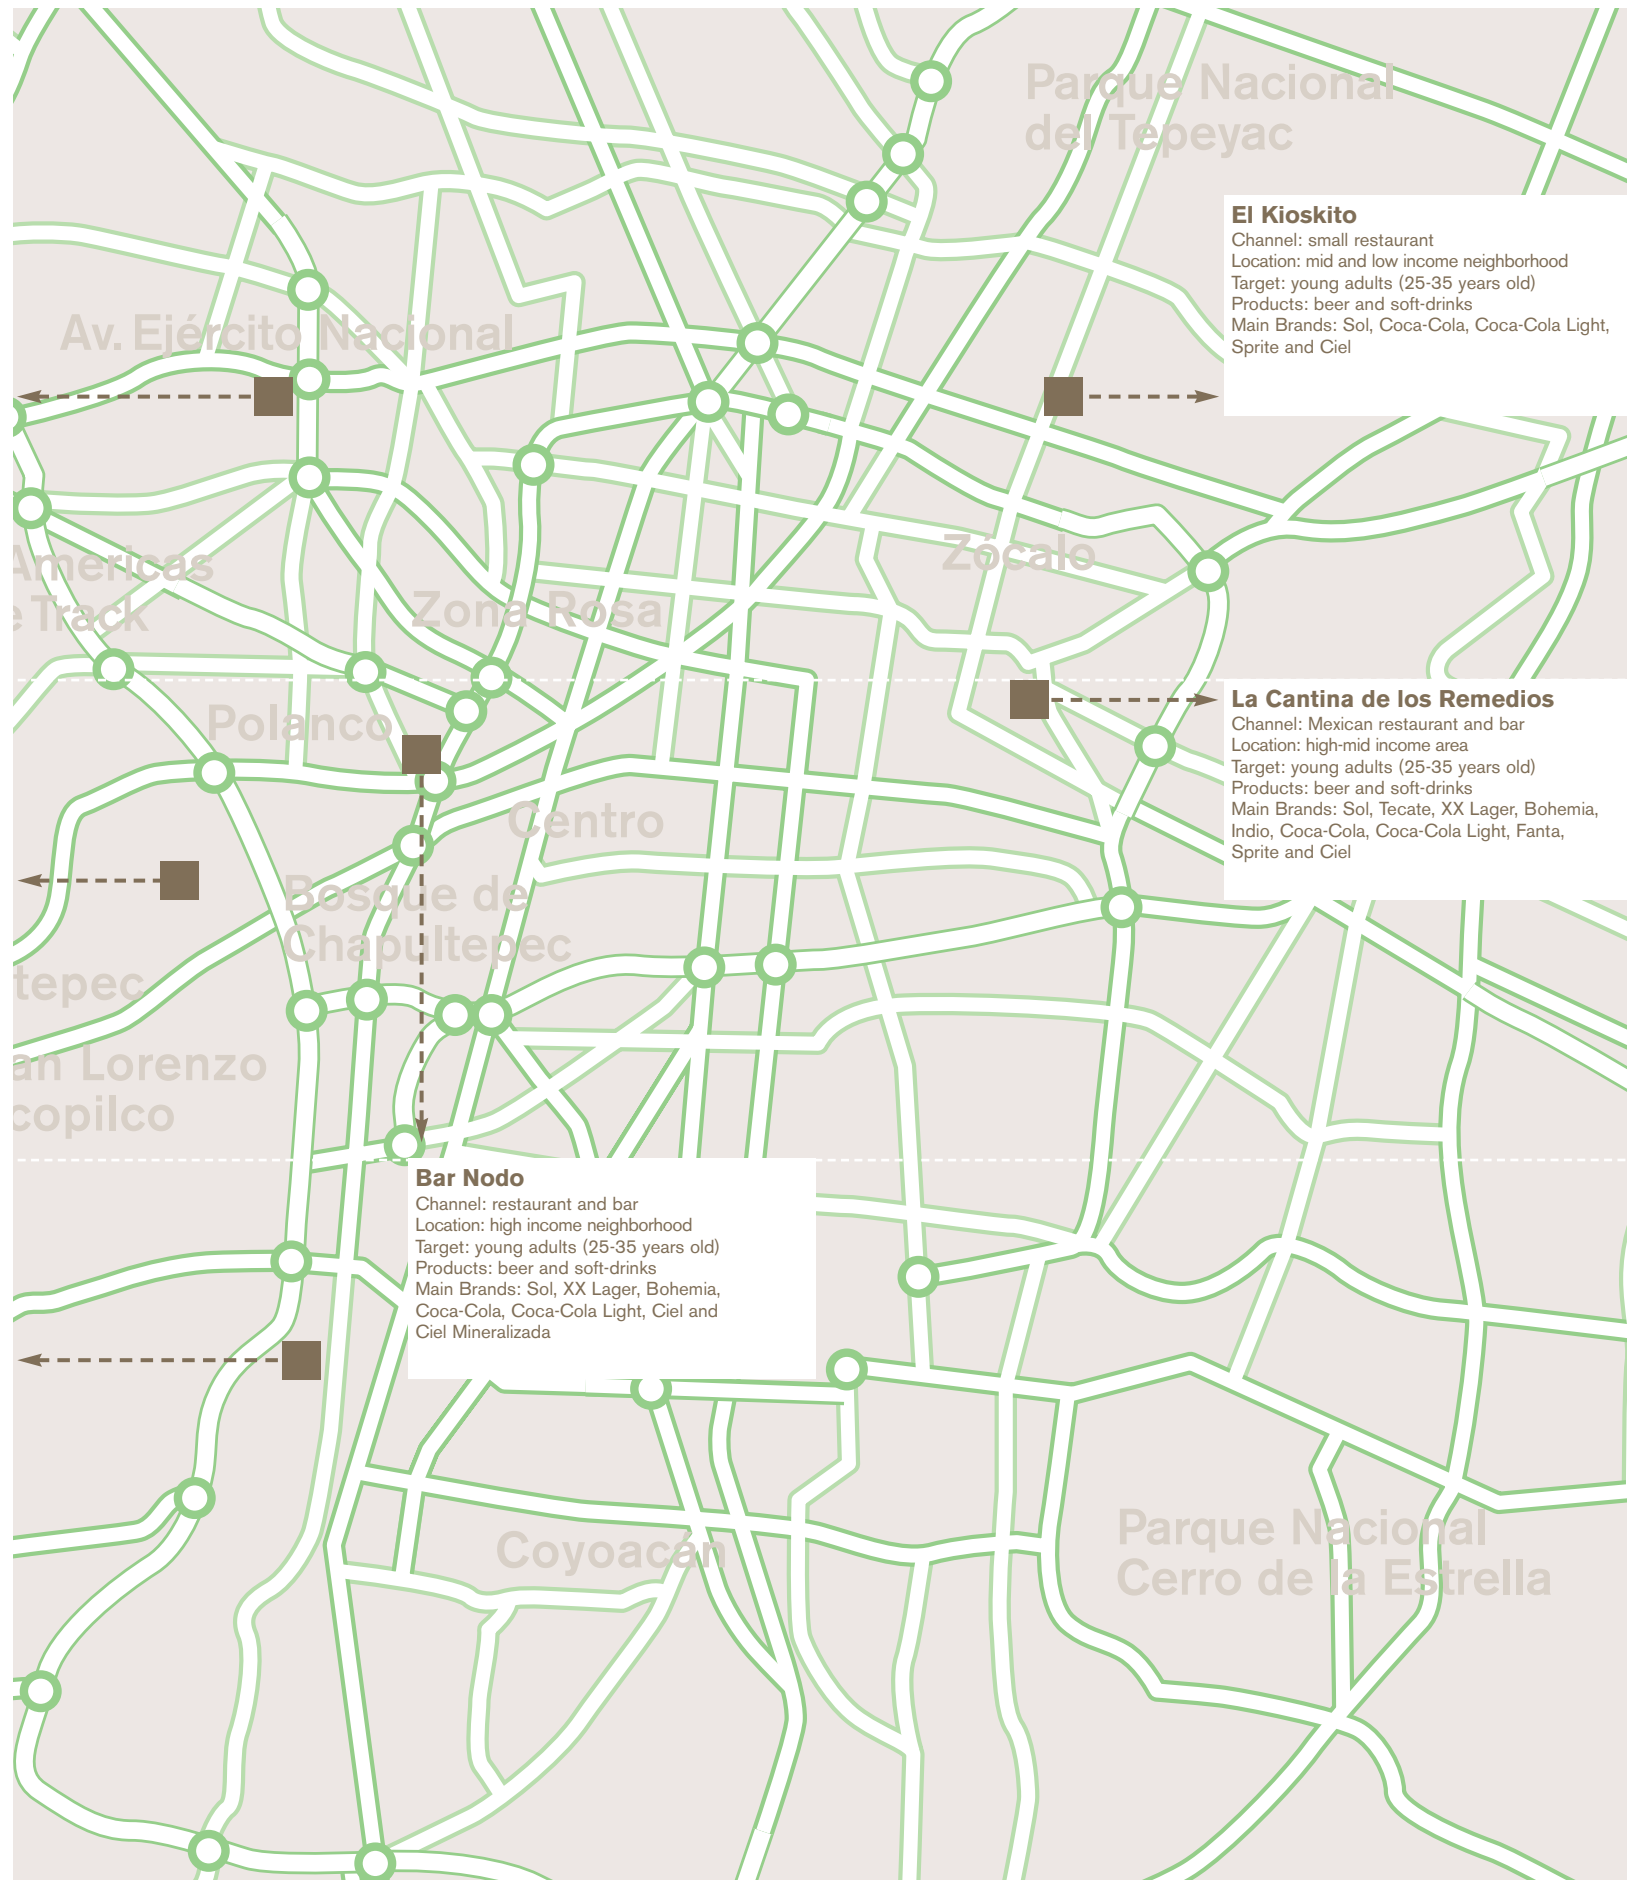 Parque Nacional
del Tepeyac
El Kioskito
Channel: small restaurant
Location: mid and low income neighborhood
Target: young adults (25-35 years old)
Products: beer and soft-drinks
Main Brands: Sol, Coca-Cola, Coca-Cola Light,
Sprite and Ciel
Av. Ejército Nacional
Zócalo
Americas
e Track
Zona Rosa
La Cantina de los Remedios
Channel: Mexican restaurant and bar
Location: high-mid income area
Target: young adults (25-35 years old)
Products: beer and soft-drinks
Main Brands: Sol, Tecate, XX Lager, Bohemia,
Indio, Coca-Cola, Coca-Cola Light, Fanta,
Sprite and Ciel
Polanco
Centro
Bosque de
Chapultepec
tepec
an Lorenzo
copilco
Bar Nodo
Channel: restaurant and bar
Location: high income neighborhood
Target: young adults (25-35 years old)
Products: beer and soft-drinks
Main Brands: Sol, XX Lager, Bohemia,
Coca-Cola, Coca-Cola Light, Ciel and
Ciel Mineralizada
Coyoacán
Parque Nacional
Cerro de la Estrella